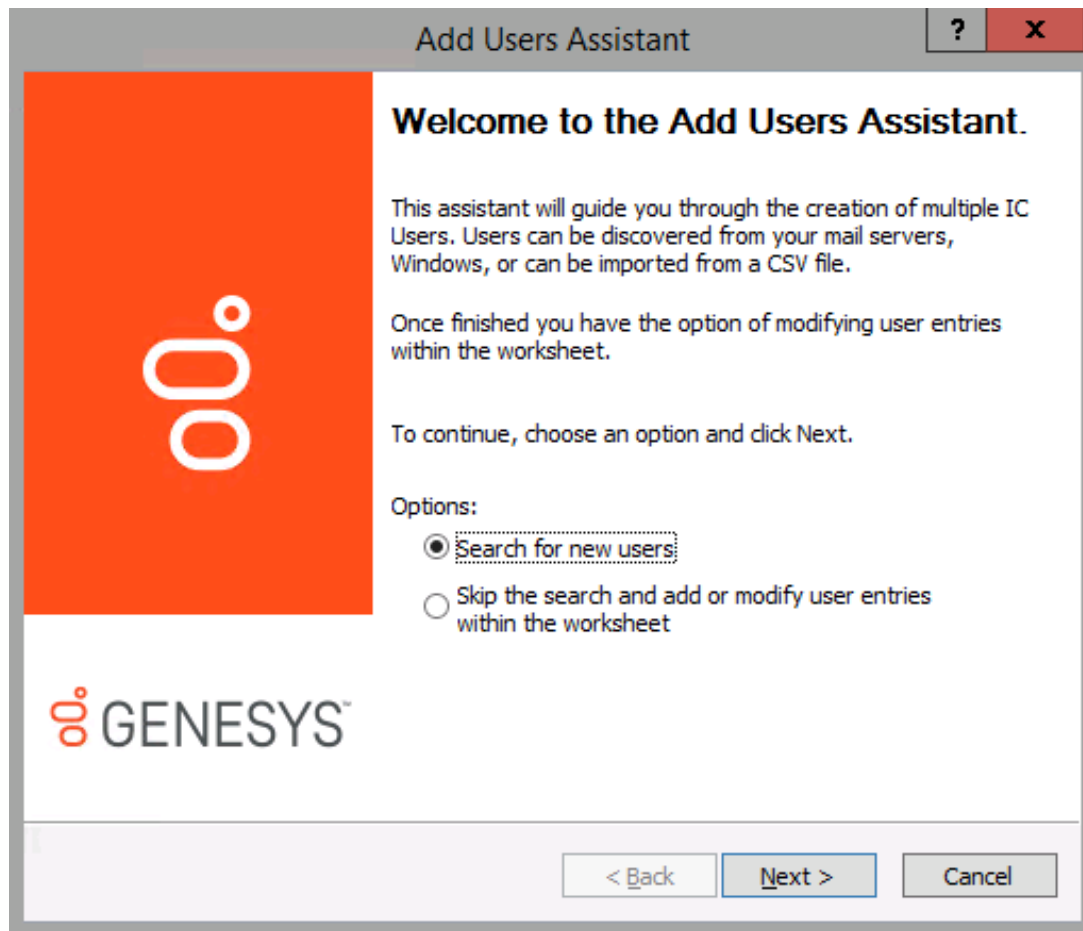 Add Users Assistant
?
x
Welcome to the Add Users Assistant.
This assistant will guide you through the creation of multiple IC
Users. Users can be discovered from your mail servers,
Windows, or can be imported from a CSV file.
Once finished you have the option of modifying user entries
within the worksheet.
To continue, choose an option and click Next.
Options:
Search for new users
Skip the search and add or modify user entries
within the worksheet
GENESYS™
< Back
Next >
Cancel